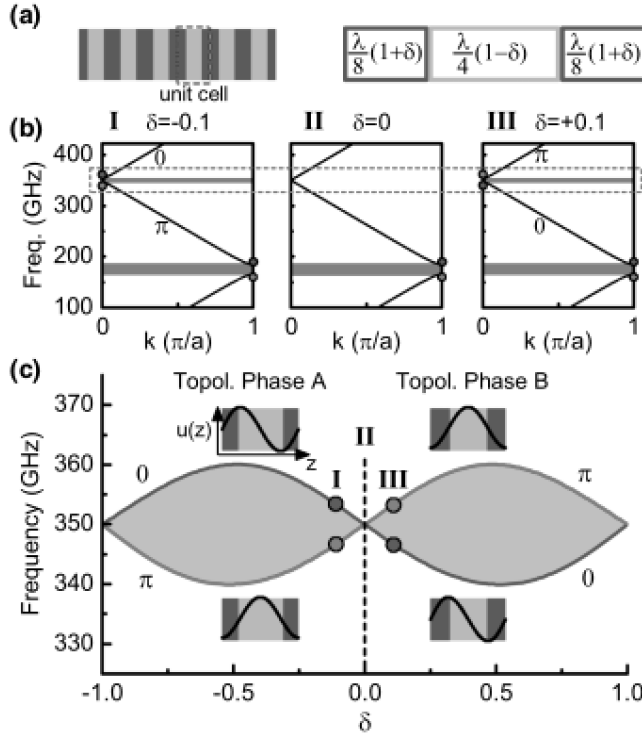 (a)
unit cell
λ/8(1+δ) λ/4(1−δ) λ/8(1+δ)
(b) I δ=-0.1 II δ=0 III δ=+0.1
Freq. (GHz)
400
300
200
100
0 π
π 0
0 1 0 1 0 1
k (π/a) k (π/a) k (π/a)
(c) Topol. Phase A Topol. Phase B
u(z)
z
II
I III
0 π
π 0
Frequency (GHz)
370
360
350
340
330
-1.0 -0.5 0.0 0.5 1.0
δ